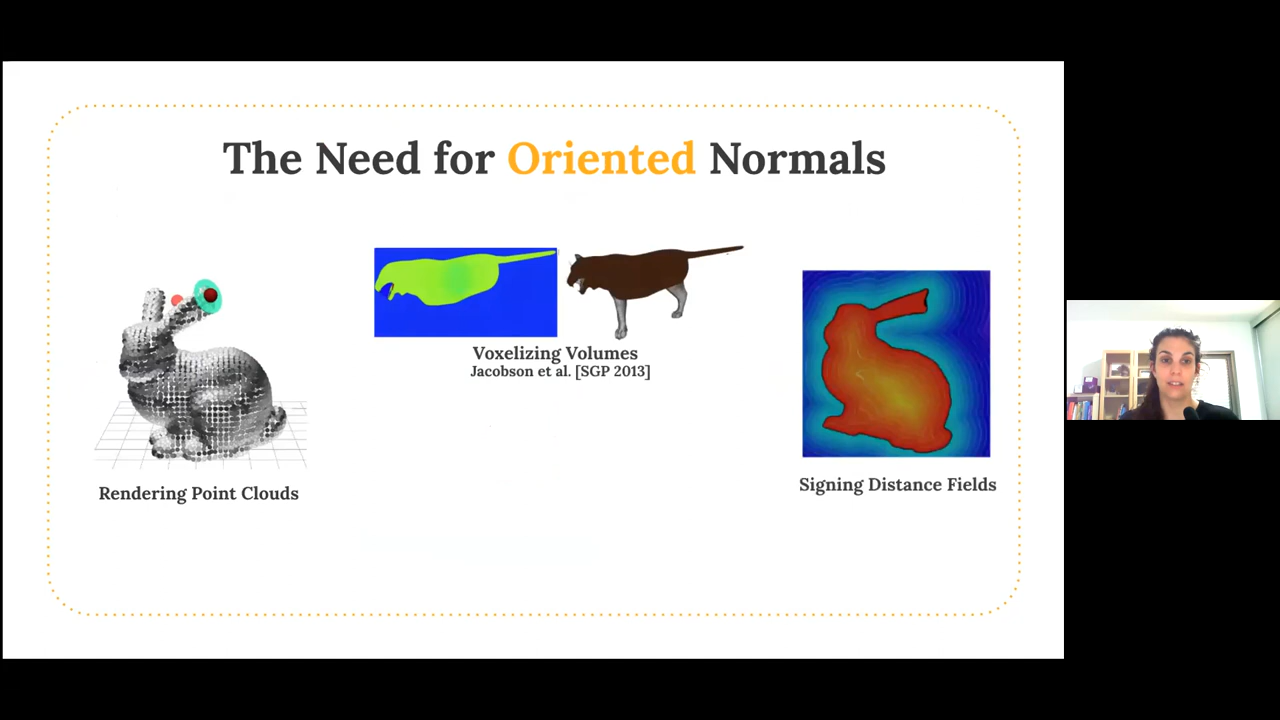 The Need for Oriented Normals
Voxelizing Volumes
Jacobson et al. [SGP 2013]
Rendering Point Clouds
Signing Distance Fields